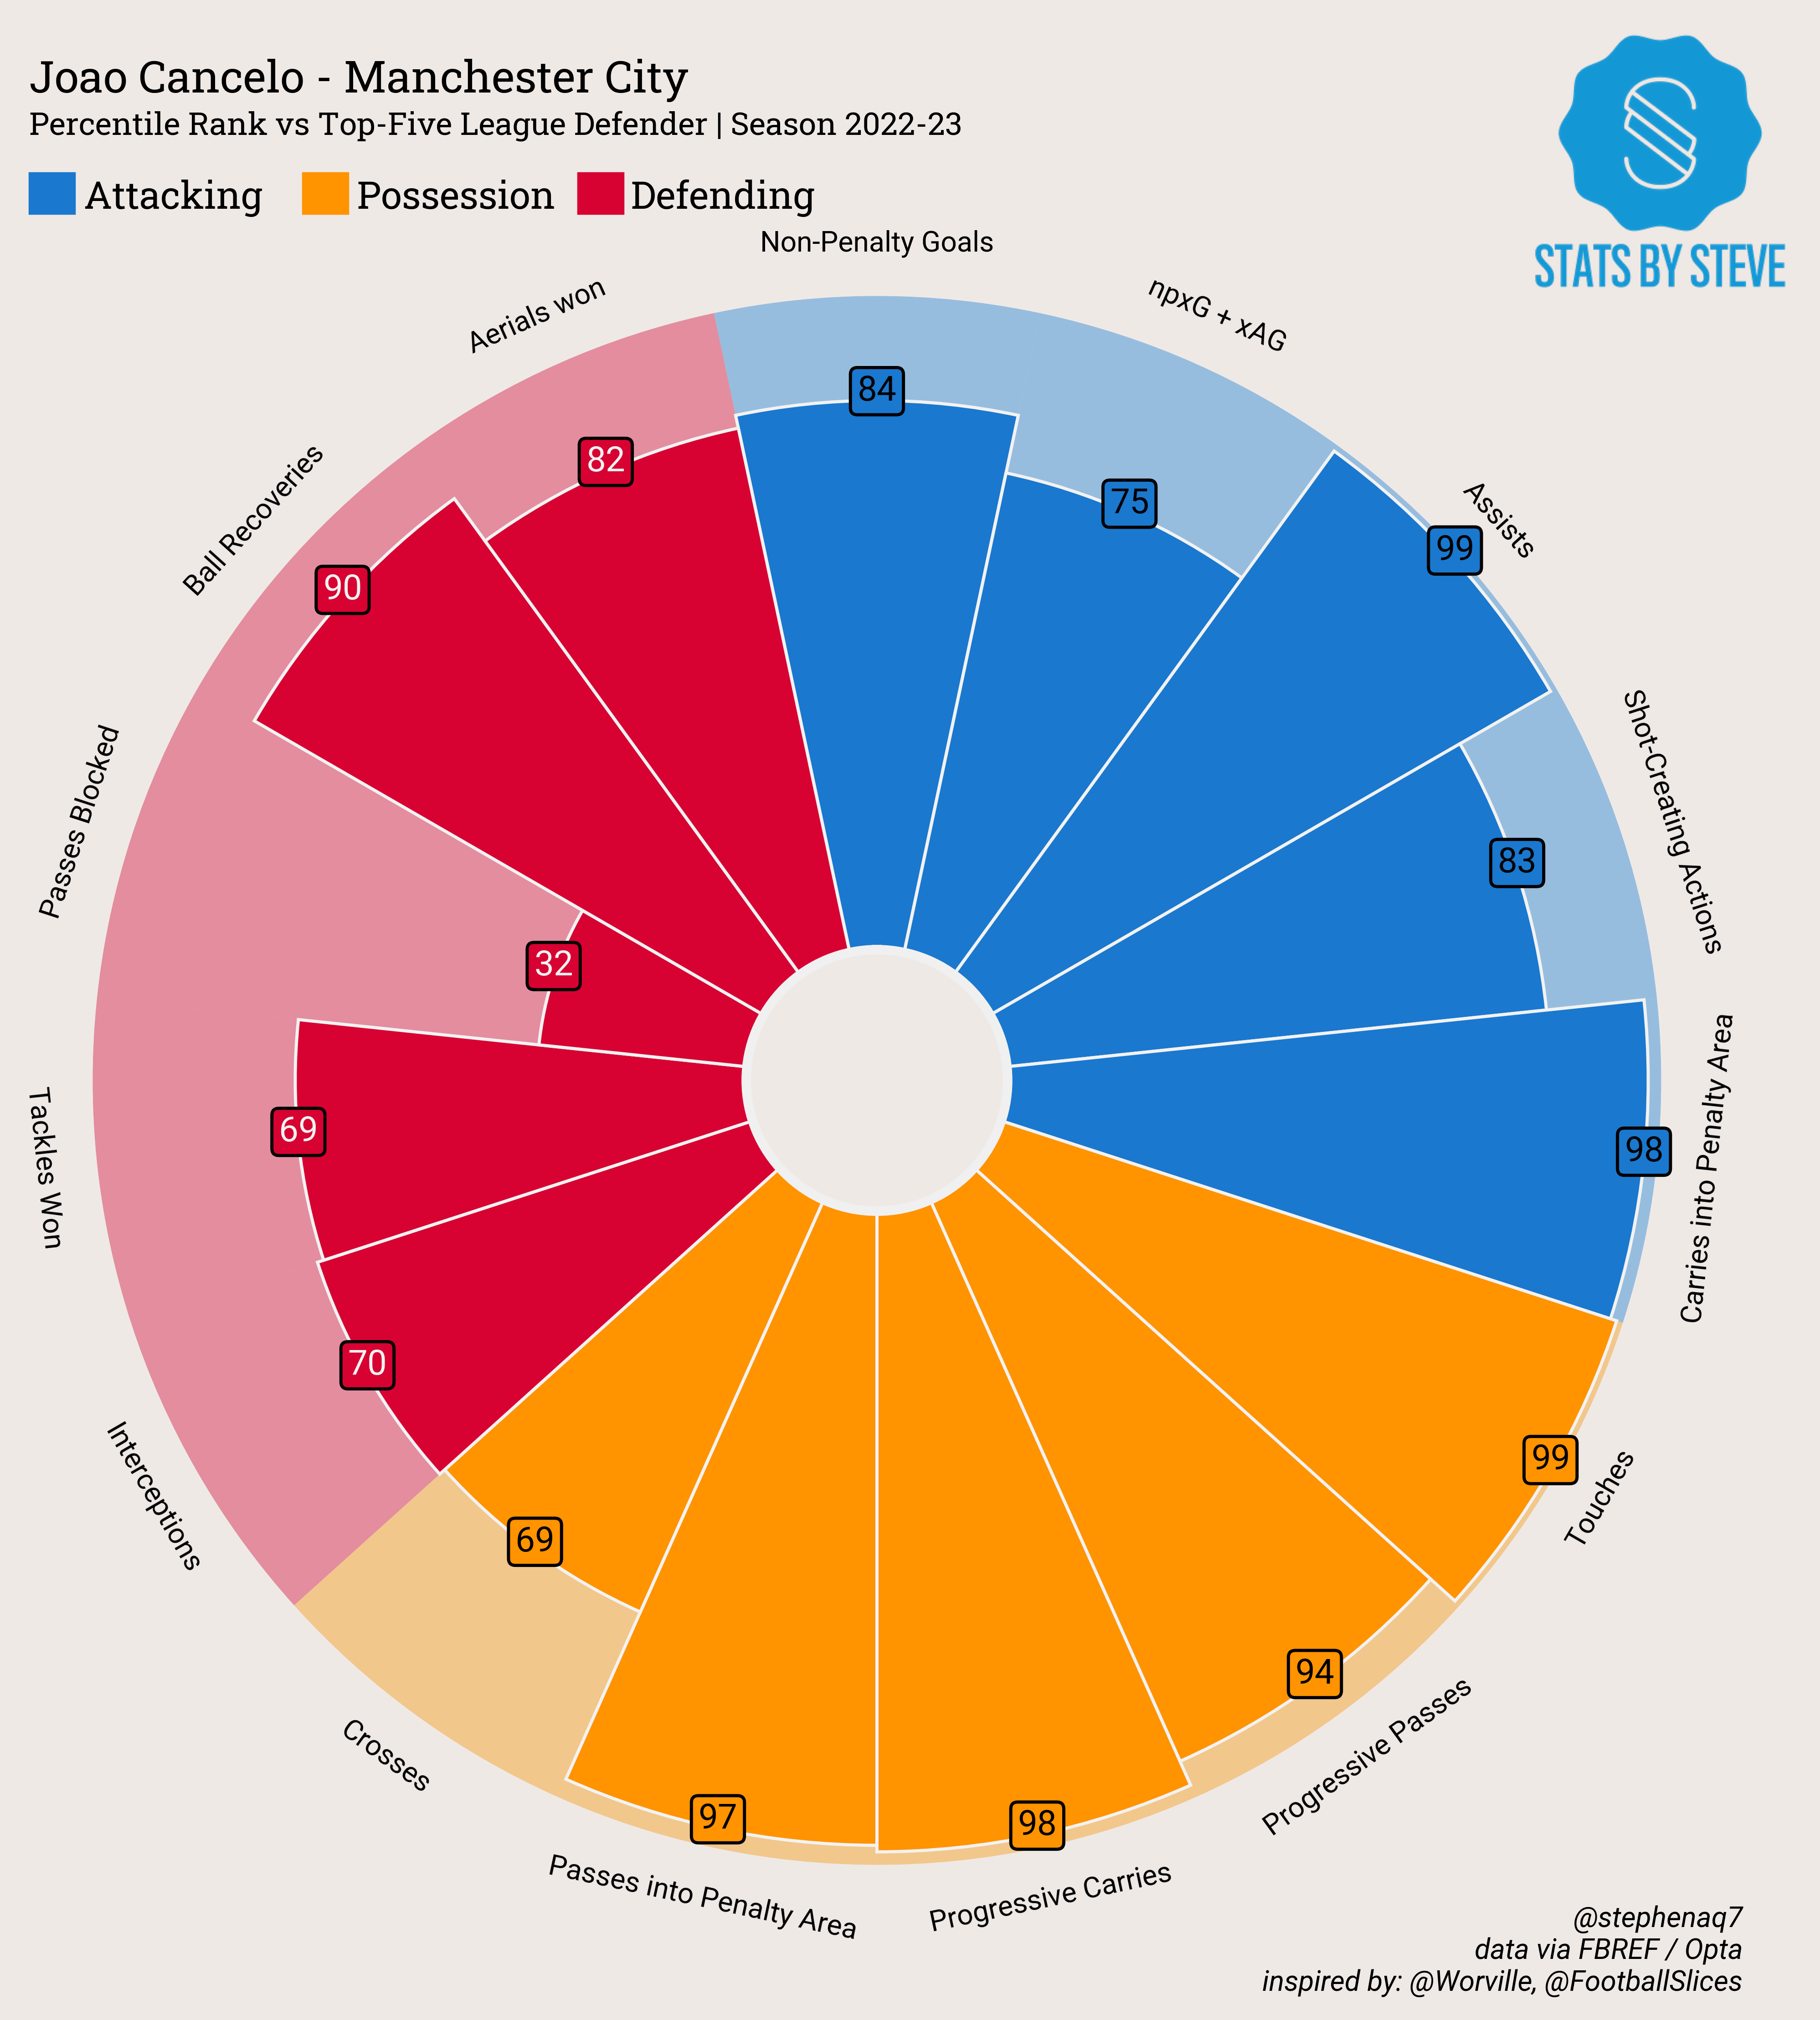 Joao Cancelo - Manchester City
Percentile Rank vs Top-Five League Defender | Season 2022-23
Attacking Possession Defending
STATS BY STEVE
Non-Penalty Goals
84
npxG + xAG
75
Assists
99
Shot-Creating Actions
83
Carries into Penalty Area
98
Touches
99
Progressive Passes
94
Progressive Carries
98
Passes into Penalty Area
97
Crosses
69
Interceptions
70
Tackles Won
69
Passes Blocked
32
Ball Recoveries
90
Aerials won
82
@stephenaq7
data via FBREF / Opta
inspired by: @Worville, @FootballSlices